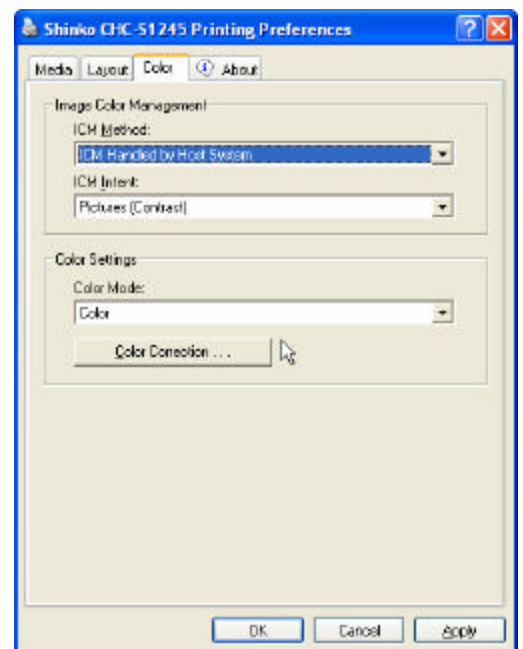 Shinko CHC-S1245 Printing Preferences
Media Layout Color About
Image Color Management
ICM Method:
ICM Handled by Host System
ICM Intent:
Pictures (Contrast)
Color Settings
Color Mode:
Color
Color Correction . . .
OK Cancel Apply